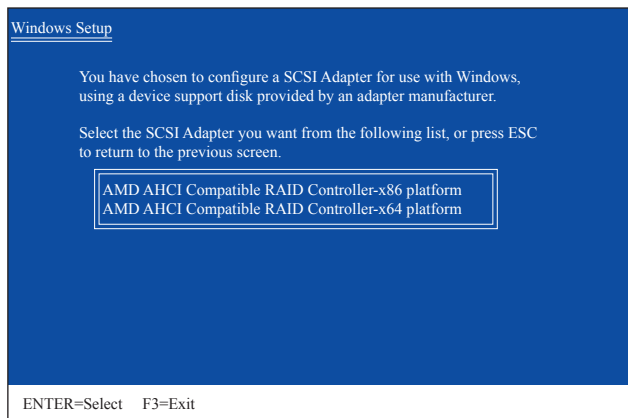 Windows Setup
You have chosen to configure a SCSI Adapter for use with Windows,
using a device support disk provided by an adapter manufacturer.
Select the SCSI Adapter you want from the following list, or press ESC
to return to the previous screen.
AMD AHCI Compatible RAID Controller-x86 platform
AMD AHCI Compatible RAID Controller-x64 platform
ENTER=Select F3=Exit